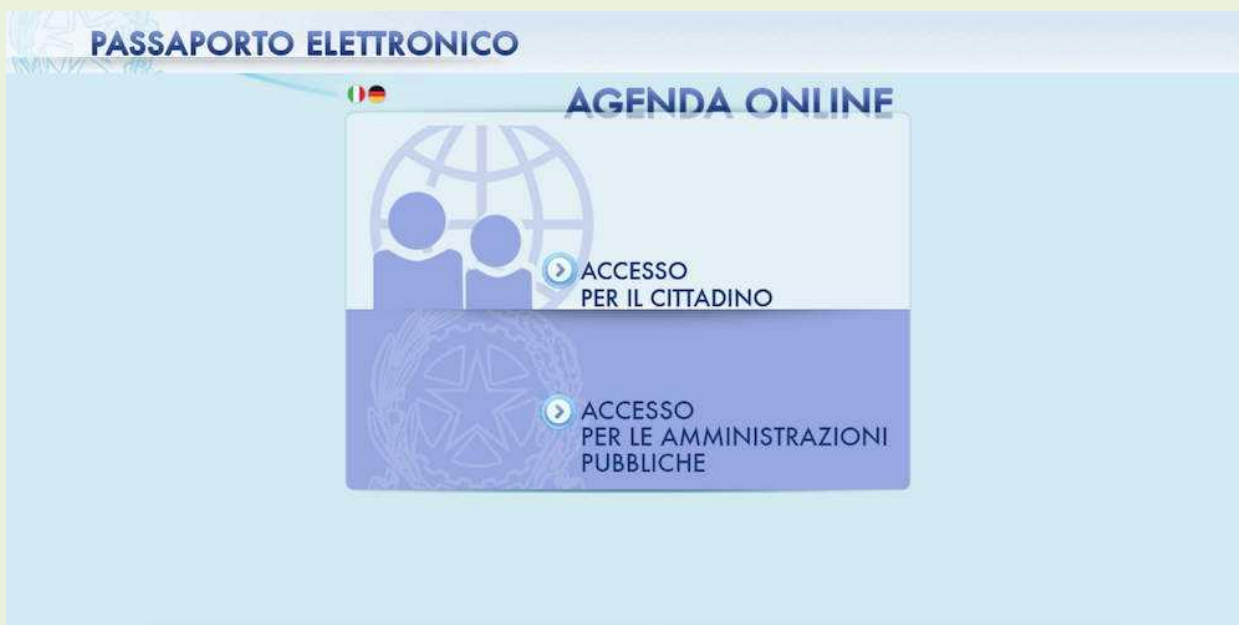 PASSAPORTO ELETTRONICO
AGENDA ONLINE
ACCESSO
PER IL CITTADINO
ACCESSO
PER LE AMMINISTRAZIONI
PUBBLICHE